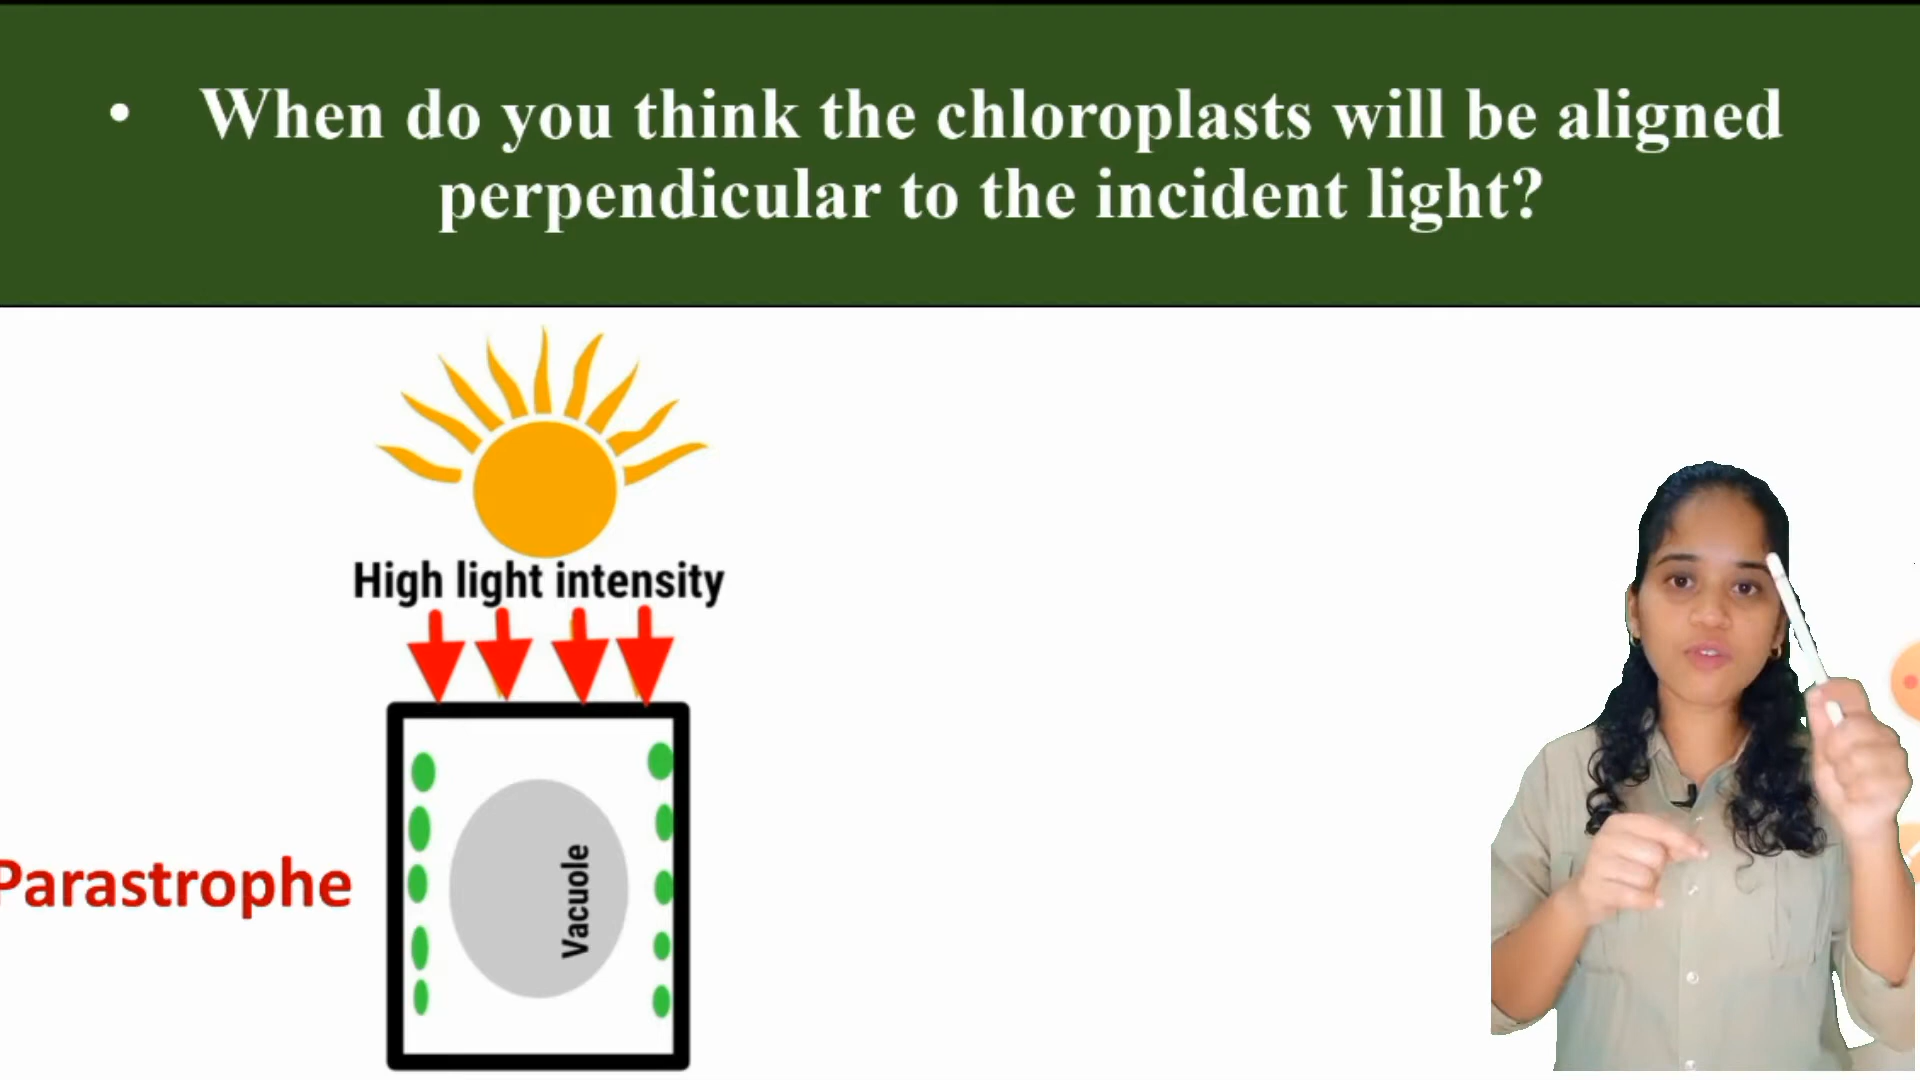 • When do you think the chloroplasts will be aligned
perpendicular to the incident light?
High light intensity
Parastrophe
Vacuole